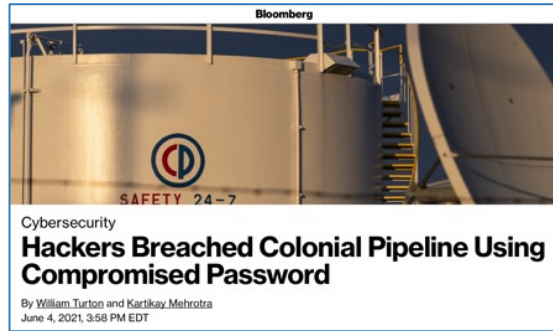 Bloomberg
CP
SAFETY 24-7
Cybersecurity
Hackers Breached Colonial Pipeline Using
Compromised Password
By William Turton and Kartikay Mehrotra
June 4, 2021, 3:58 PM EDT